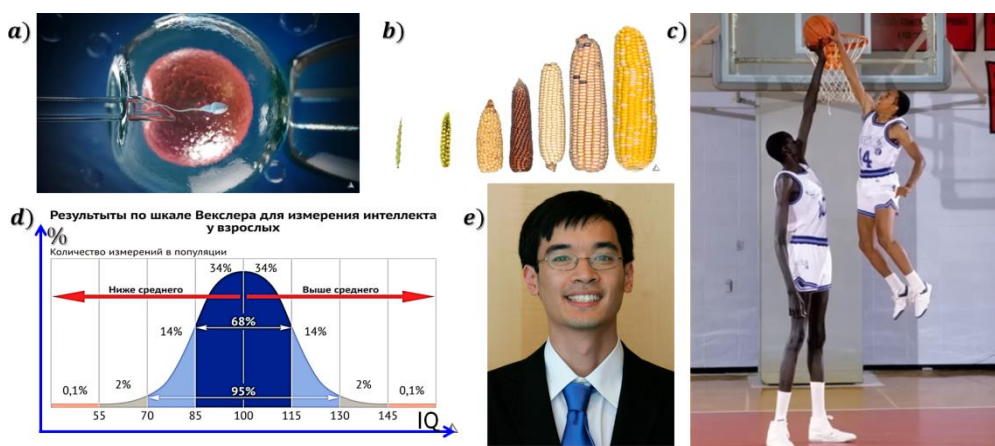 a)
b)
c)
d)
Результыты по шкале Векслера для измерения интеллекта
у взрослых
%
Количество измерений в популяции
34%
34%
Ниже среднего
Выше среднего
68%
14%
14%
0,1%
2%
95%
2%
0,1%
55
70
85
100
115
130
145
IQ
e)
14